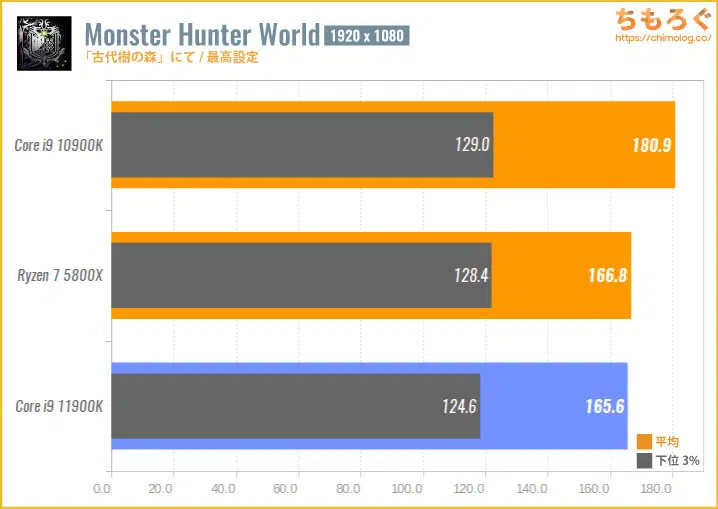 Monster Hunter World 1920 x 1080
「古代樹の森」にて / 最高設定
ちもろぐ
https://chimolog.co/
Core i9 10900K 129.0 180.9
Ryzen 7 5800X 128.4 166.8
Core i9 11900K 124.6 165.6
平均
下位 3%
0.0 20.0 40.0 60.0 80.0 100.0 120.0 140.0 160.0 180.0